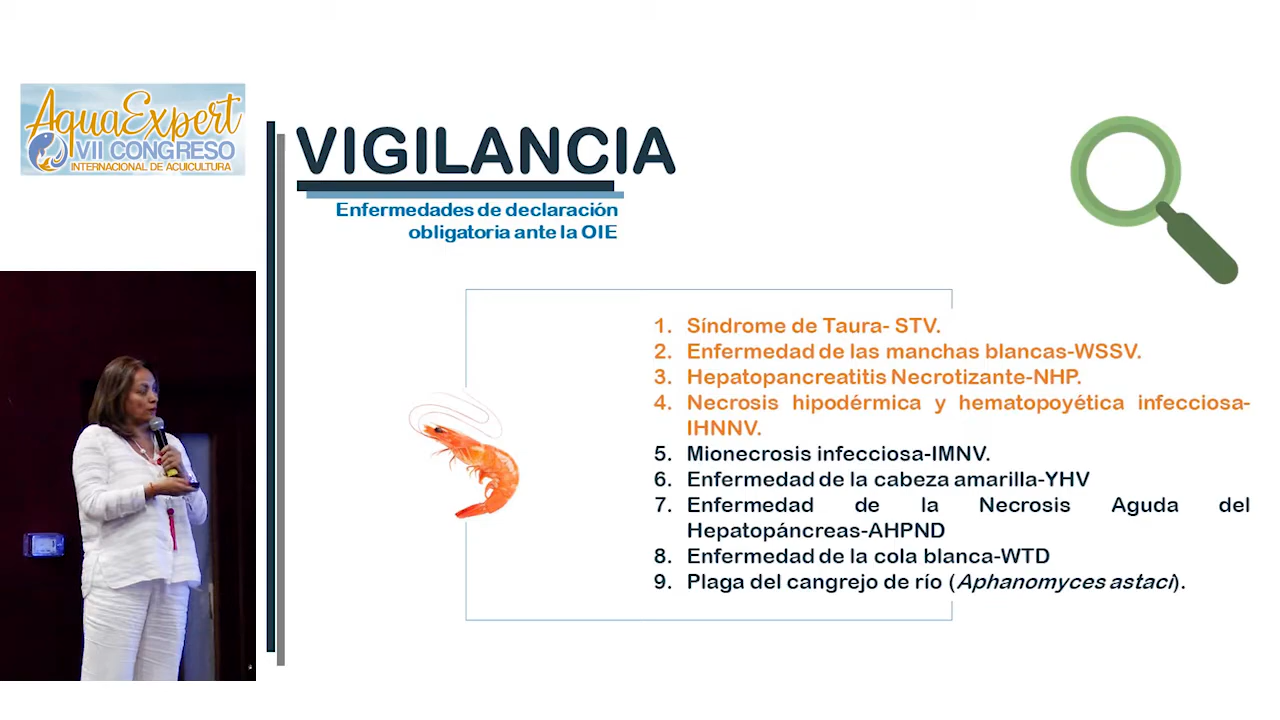 AquaExpert
VII CONGRESO
INTERNACIONAL DE ACUICULTURA
VIGILANCIA
Enfermedades de declaración
obligatoria ante la OIE
1. Síndrome de Taura- STV.
2. Enfermedad de las manchas blancas-WSSV.
3. Hepatopancreatitis Necrotizante-NHP.
4. Necrosis hipodérmica y hematopoyética infecciosa-
IHNNV.
5. Mionecrosis infecciosa-IMNV.
6. Enfermedad de la cabeza amarilla-YHV
7. Enfermedad de la Necrosis Aguda del
Hepatopáncreas-AHPND
8. Enfermedad de la cola blanca-WTD
9. Plaga del cangrejo de río (Aphanomyces astaci).